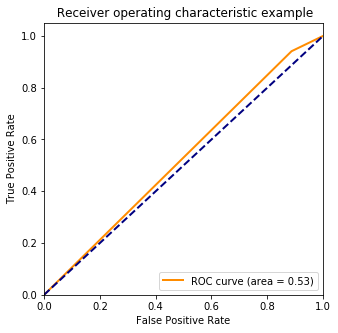 Receiver operating characteristic example
True Positive Rate
1.0
0.8
0.6
0.4
0.2
0.0
ROC curve (area = 0.53)
0.0 0.2 0.4 0.6 0.8 1.0
False Positive Rate